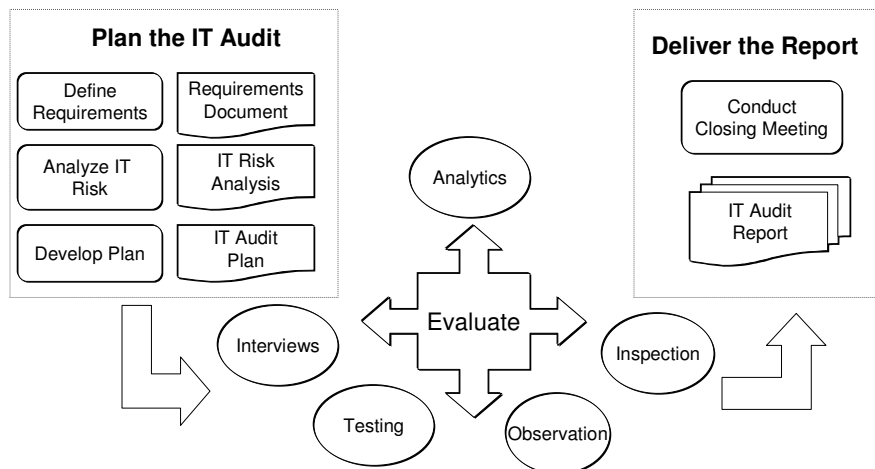 Plan the IT Audit
Define
Requirements
Requirements
Document
Analyze IT
Risk
IT Risk
Analysis
Develop Plan
IT Audit
Plan
Deliver the Report
Conduct
Closing Meeting
IT Audit
Report
Analytics
Evaluate
Interviews
Inspection
Testing
Observation